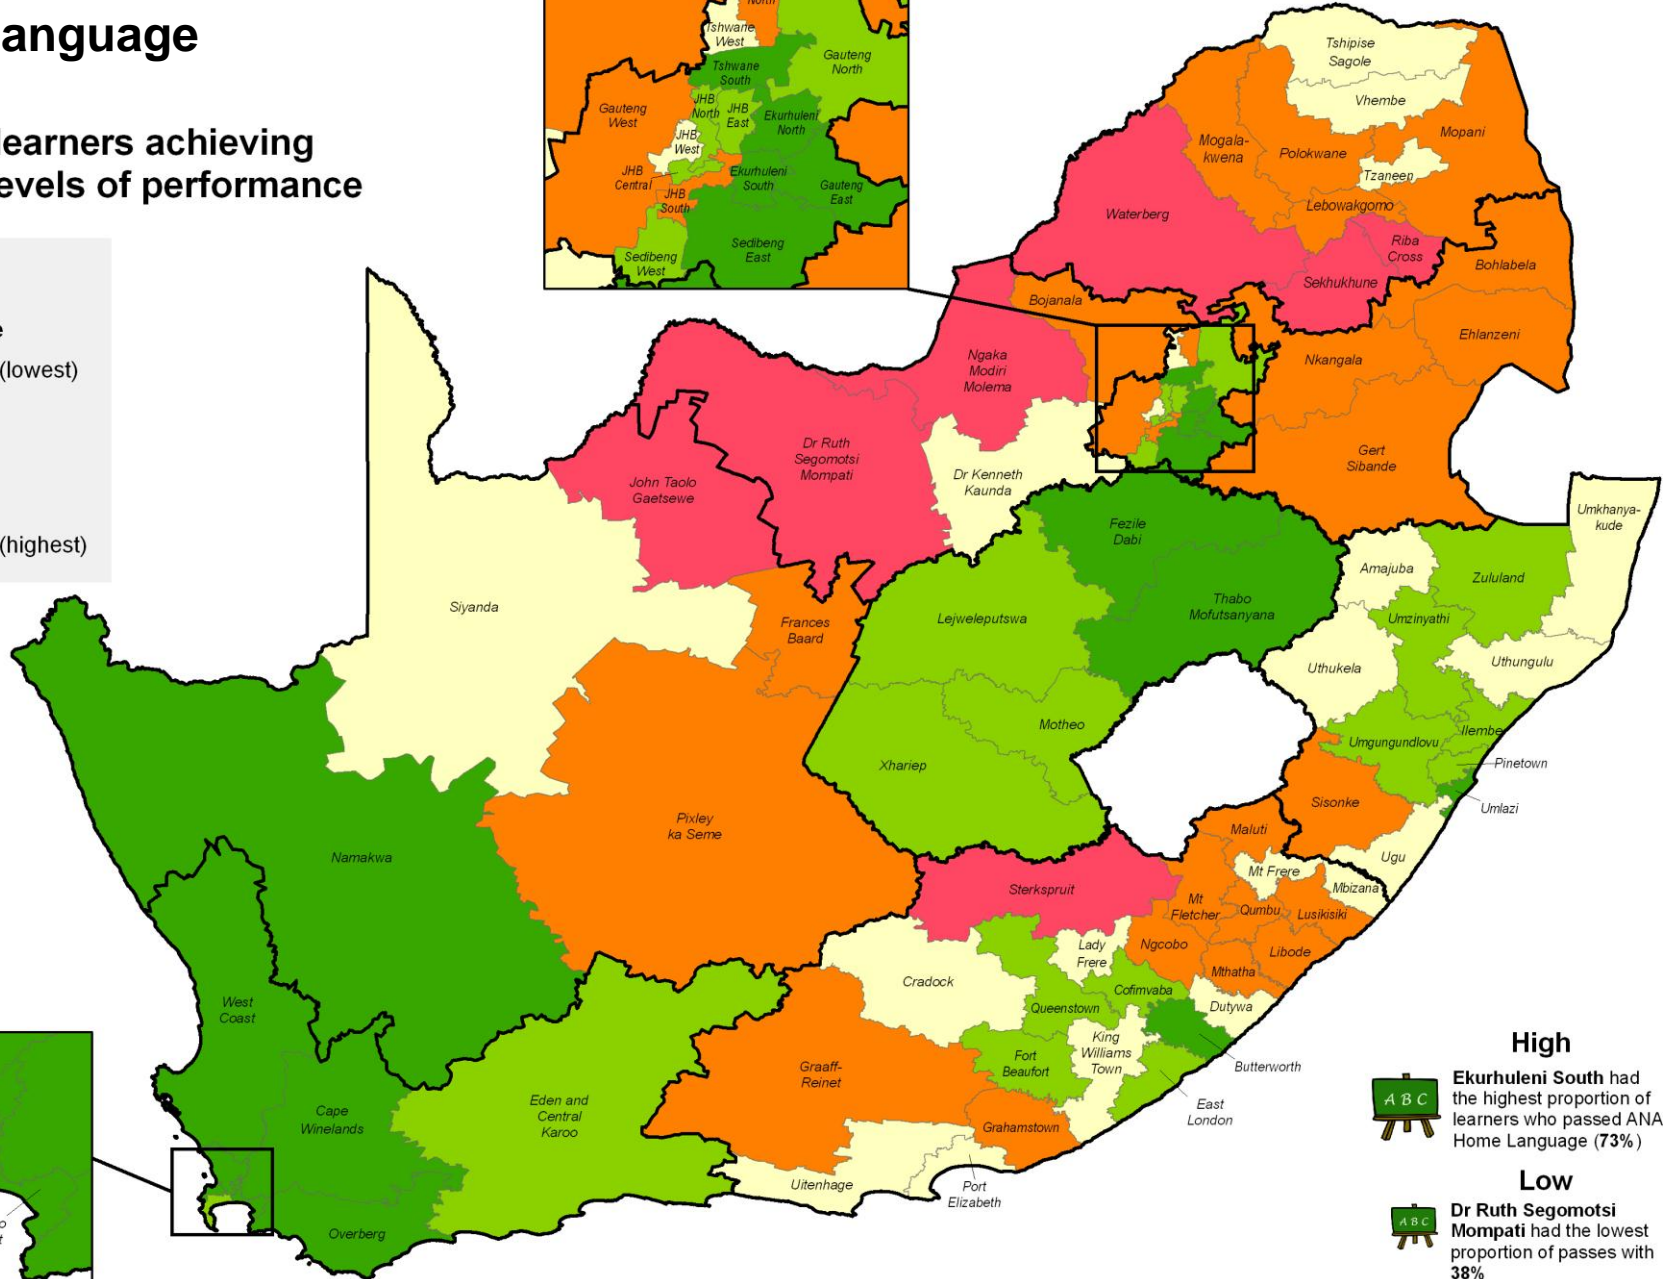 anguage
learners achieving
evels of performance
e
(lowest)
(highest)
North
Tshwane
West
Tshwane
South
Gauteng
North
Gauteng
West
JHB
North
JHB
East
Ekurhuleni
North
JHB
West
JHB
Central
Ekurhuleni
South
JHB
South
Gauteng
East
Sedibeng
East
Sedibeng
West
Tshipise
Sagole
Vhembe
Mopani
Mogala-
kwena
Polokwane
Tzaneen
Lebowakgomo
Waterberg
Riba
Cross
Sekhukhune
Bohlabela
Bojanala
Ehlanzeni
Nkangala
Ngaka
Modiri
Molema
Gert
Sibande
Dr Ruth
Segomotsi
Mompati
Dr Kenneth
Kaunda
John Taolo
Gaetsewe
Umkhanya-
kude
Fezile
Dabi
Amajuba
Zululand
Thabo
Mofutsanyana
Siyanda
Lejweleputswa
Umzinyathi
Frances
Baard
Uthukela
Uthungulu
Motheo
Ilembe
Umgungundlovu
Xhariep
Pinetown
Sisonke
Umlazi
Pixley
ka Seme
Maluti
Namakwa
Ugu
Mt Frere
Mbizana
Sterkspruit
Mt
Fletcher
Qumbu
Lusikisiki
Ngcobo
Libode
Lady
Frere
Mthatha
Cradock
Cofimvaba
Dutywa
Queenstown
West
Coast
King
Williams
Town
Fort
Beaufort
Butterworth
Graaff-
Reinet
East
London
Eden and
Central
Karoo
Cape
Winelands
Grahamstown
Uitenhage
Port
Elizabeth
Overberg
o
t
High
A B C
Ekurhuleni South had
the highest proportion of
learners who passed ANA
Home Language (73%)
Low
A B C
Dr Ruth Segomotsi
Mompati had the lowest
proportion of passes with
38%